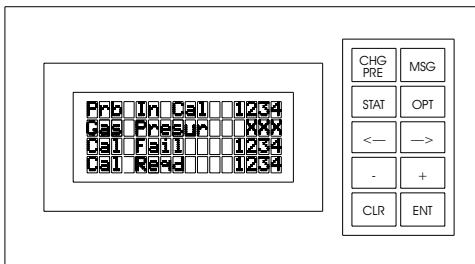 Prb In Cal 1234
Gas Presur XXX
Cal Fail 1234
Cal Reqd 1234
CHG PRE
MSG
STAT
OPT
<—
—>
-
+
CLR
ENT